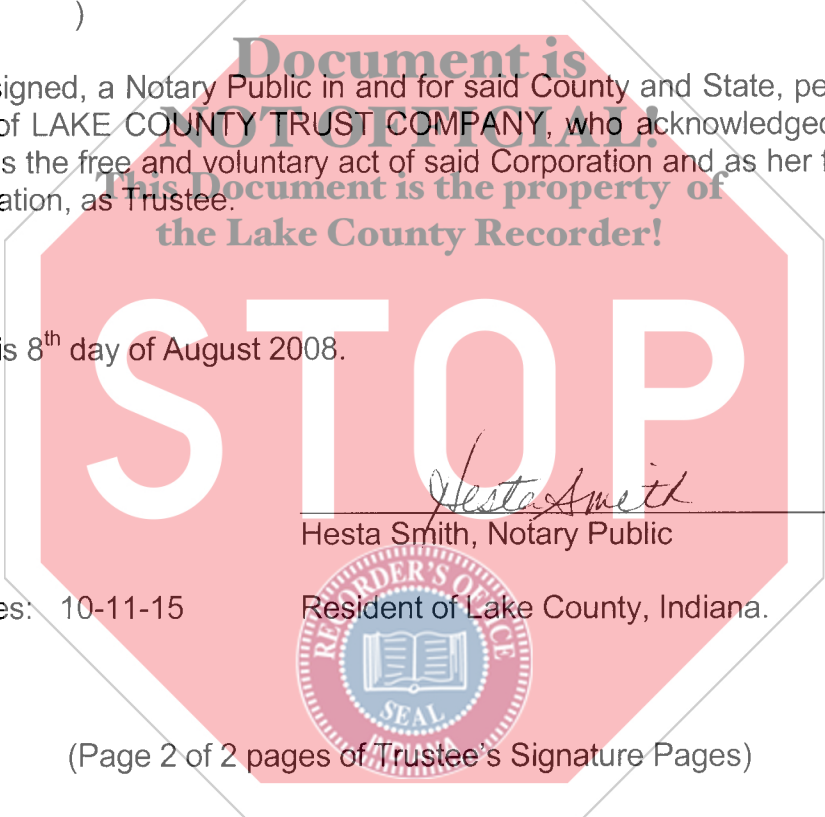 )
Document is
signed, a Notary Public in and for said County and State, pe
NOT OFFICIAL!
of LAKE COUNTY TRUST COMPANY, who acknowledged
s the free and voluntary act of said Corporation and as her
This Document is the property of
ation, as Trustee.
the Lake County Recorder!
STOP
is 8th day of August 2008.
Hesta Smith
Hesta Smith, Notary Public
RECORDER'S OFFICE
es: 10-11-15 Resident of Lake County, Indiana.
SEAL
INDIANA
(Page 2 of 2 pages of Trustee's Signature Pages)